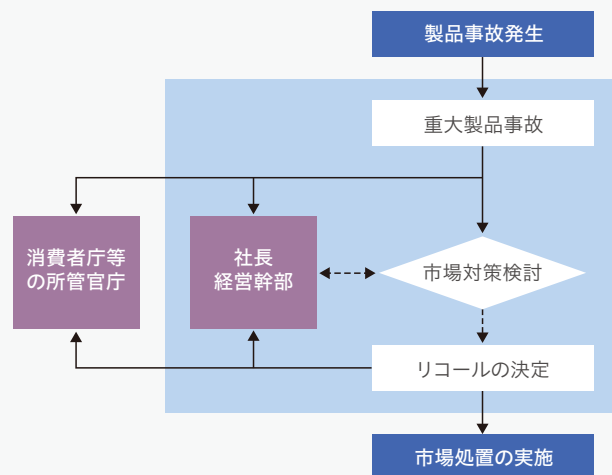 製品事故発生
重大製品事故
消費者庁等
の所管官庁
社長
経営幹部
市場対策検討
リコールの決定
市場処置の実施